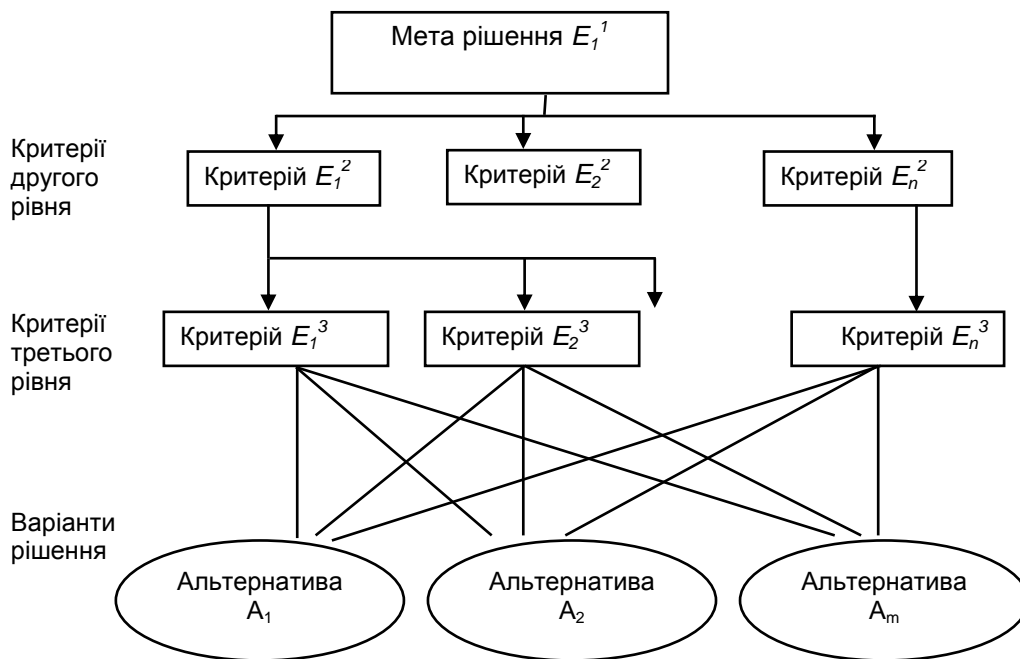 Мета рішення E₁¹
Критерії
другого
рівня
Критерій E₁²
Критерій E₂²
Критерій Eₙ²
Критерії
третього
рівня
Критерій E₁³
Критерій E₂³
Критерій Eₙ³
Варіанти
рішення
Альтернатива
A₁
Альтернатива
A₂
Альтернатива
Aₘ